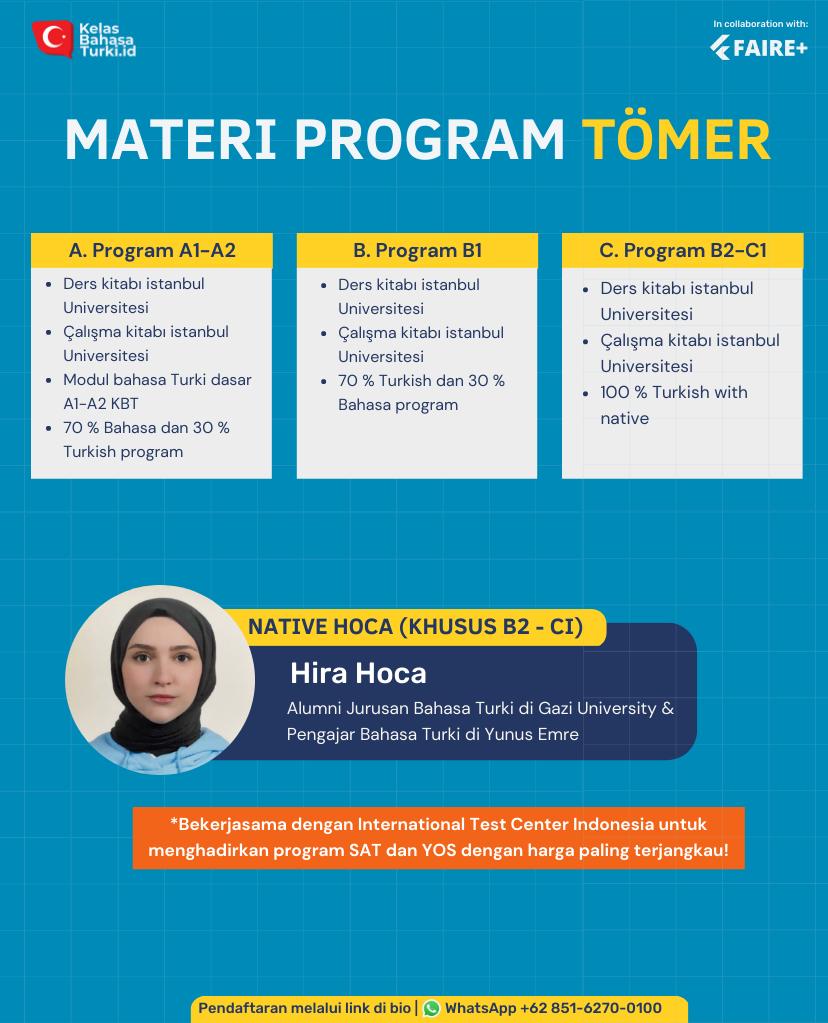 Kelas
Bahasa
Turki.id
In collaboration with:
FAIRE+
MATERI PROGRAM TÖMER
A. Program A1-A2
• Ders kitabı istanbul
Universitesi
• Çalışma kitabı istanbul
Universitesi
• Modul bahasa Turki dasar
A1-A2 KBT
• 70 % Bahasa dan 30 %
Turkish program
B. Program B1
• Ders kitabı istanbul
Universitesi
• Çalışma kitabı istanbul
Universitesi
• 70 % Turkish dan 30 %
Bahasa program
C. Program B2-C1
• Ders kitabı istanbul
Universitesi
• Çalışma kitabı istanbul
Universitesi
• 100 % Turkish with
native
NATIVE HOCA (KHUSUS B2 - CI)
Hira Hoca
Alumni Jurusan Bahasa Turki di Gazi University &
Pengajar Bahasa Turki di Yunus Emre
*Bekerjasama dengan International Test Center Indonesia untuk
menghadirkan program SAT dan YOS dengan harga paling terjangkau!
Pendaftaran melalui link di bio | WhatsApp +62 851-6270-0100